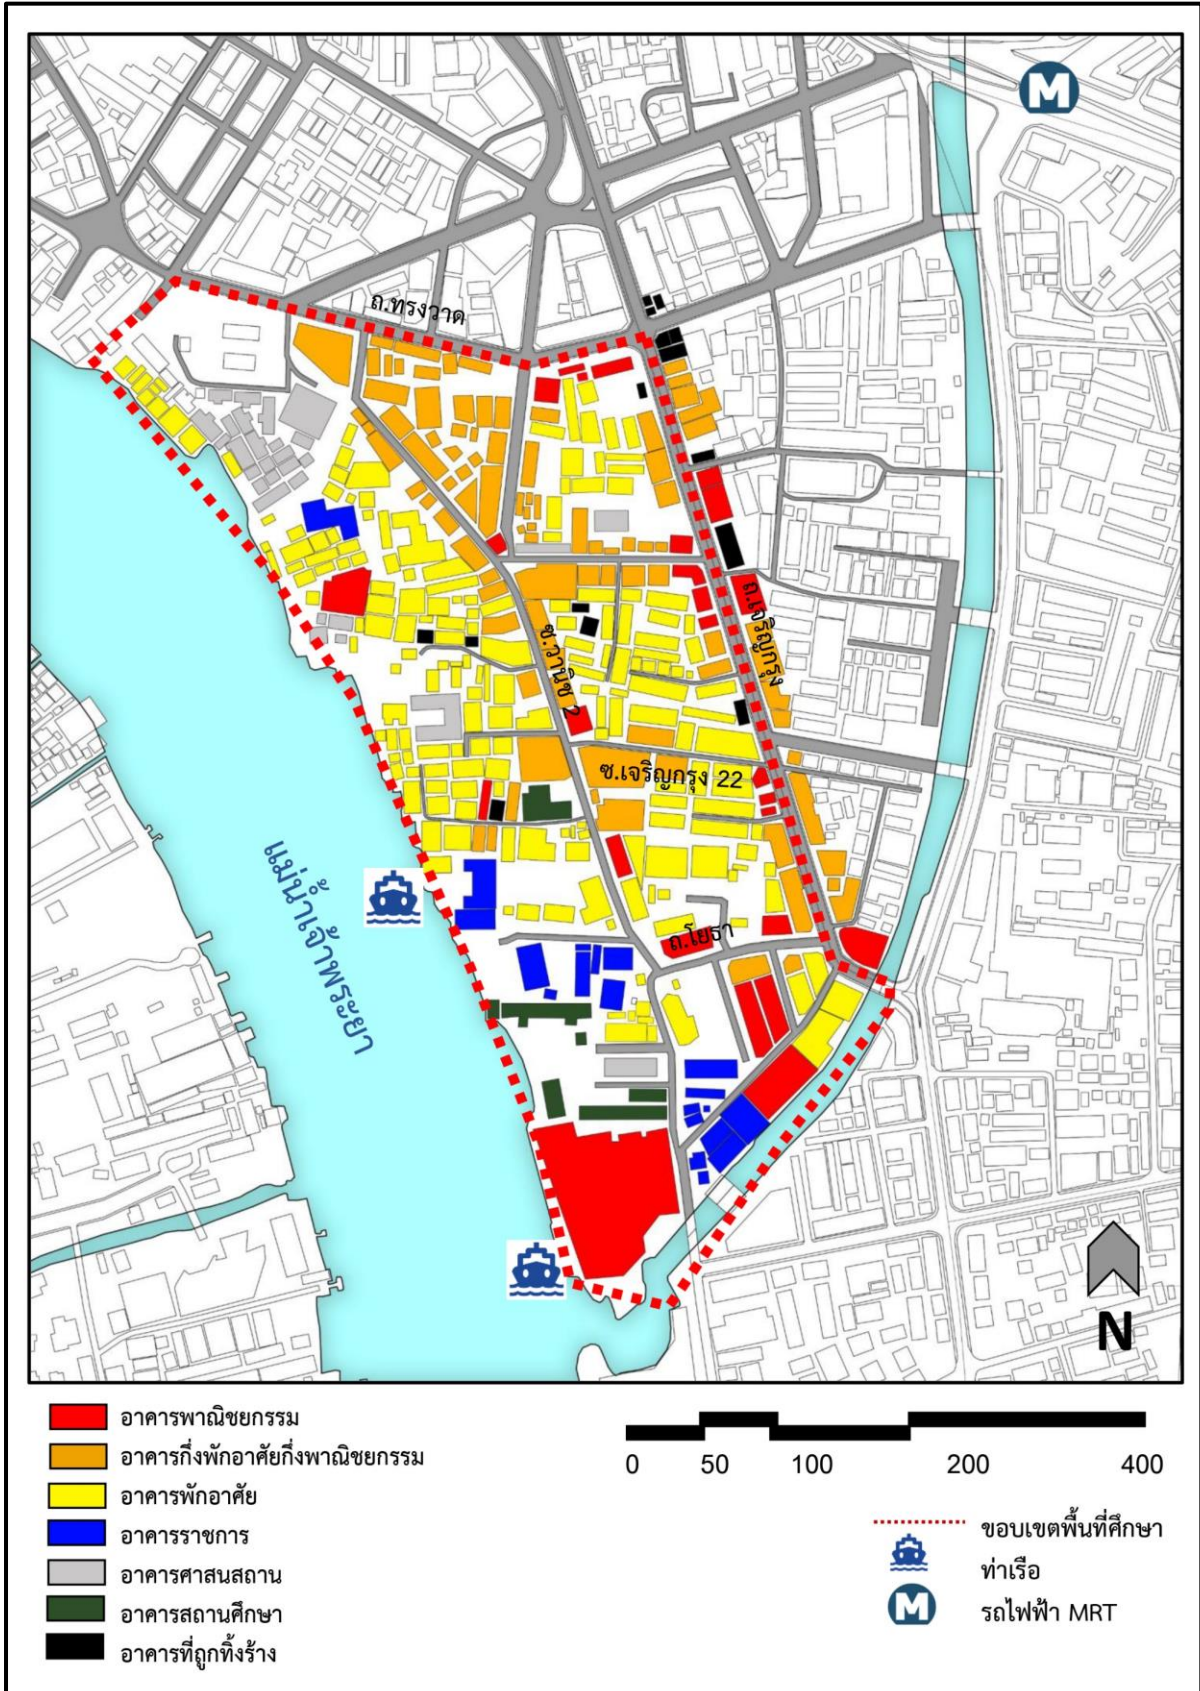 M
ถ.ทรงวาด
ถ.เจริญกรุง
ซ.วานิช 2
ซ.เจริญกรุง 22
แม่น้ำเจ้าพระยา
ถ.โยธา
N
อาคารพาณิชยกรรม
อาคารกึ่งพักอาศัยกึ่งพาณิชยกรรม
อาคารพักอาศัย
อาคารราชการ
อาคารศาสนสถาน
อาคารสถานศึกษา
อาคารที่ถูกทิ้งร้าง
0 50 100 200 400
ขอบเขตพื้นที่ศึกษา
ท่าเรือ
M รถไฟฟ้า MRT